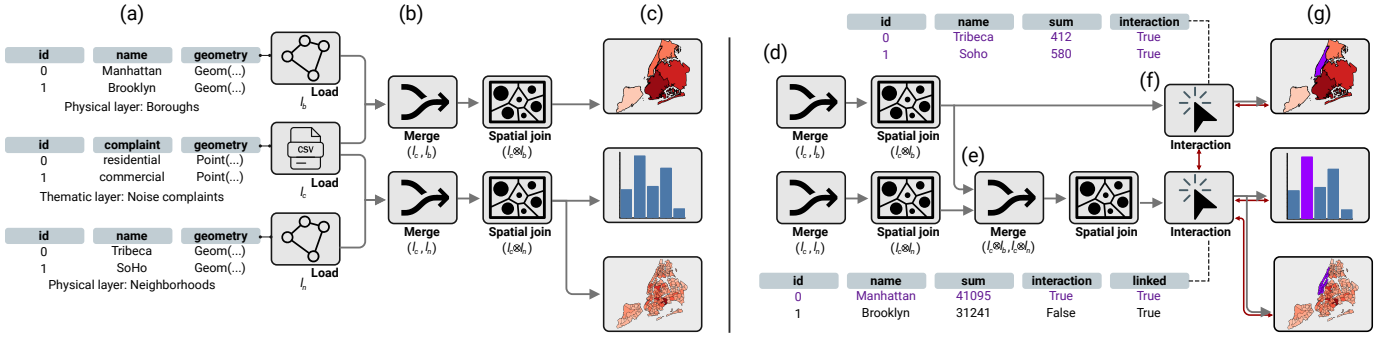 (a)
(b)
(c)
id name geometry
0 Manhattan Geom(...)
1 Brooklyn Geom(...)
Physical layer: Boroughs
Load
l_b
id complaint geometry
0 residential Point(...)
1 commercial Point(...)
Thematic layer: Noise complaints
CSV
Load
l_c
id name geometry
0 Tribeca Geom(...)
1 SoHo Geom(...)
Physical layer: Neighborhoods
Load
l_n
Merge
(l_c , l_b)
Spatial join
(l_c⊗l_b)
Merge
(l_c , l_n)
Spatial join
(l_c⊗l_n)
(d)
(e)
(f)
(g)
id name sum interaction
0 Tribeca 412 True
1 Soho 580 True
Merge
(l_c , l_b)
Spatial join
(l_c⊗l_b)
Interaction
Merge
(l_c, l_n)
Spatial join
(l_c⊗l_n)
Merge
(l_c⊗l_b, l_c⊗l_n)
Spatial join
Interaction
id name sum interaction linked
0 Manhattan 41095 True True
1 Brooklyn 31241 False True